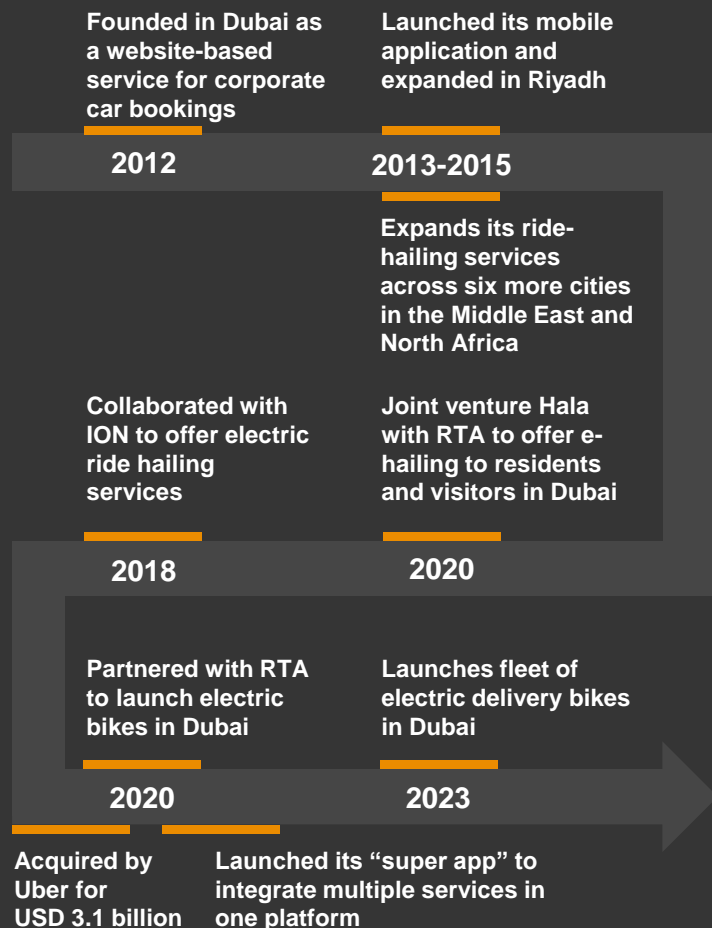 Founded in Dubai as
a website-based
service for corporate
car bookings
Launched its mobile
application and
expanded in Riyadh
2012
2013-2015
Expands its ride-
hailing services
across six more cities
in the Middle East and
North Africa
Collaborated with
ION to offer electric
ride hailing
services
Joint venture Hala
with RTA to offer e-
hailing to residents
and visitors in Dubai
2018
2020
Partnered with RTA
to launch electric
bikes in Dubai
Launches fleet of
electric delivery bikes
in Dubai
2020
2023
Acquired by
Uber for
USD 3.1 billion
Launched its “super app” to
integrate multiple services in
one platform